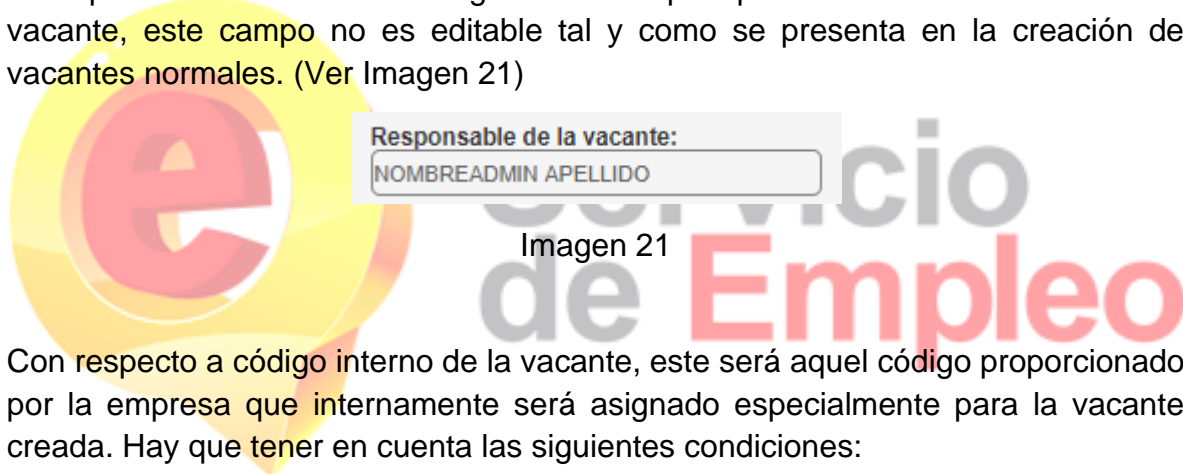 vacante, este campo no es editable tal y como se presenta en la creación de
vacantes normales. (Ver Imagen 21)
Responsable de la vacante:
NOMBREADMIN APELLIDO
Imagen 21
e
Servicio
de Empleo
Con respecto a código interno de la vacante, este será aquel código proporcionado
por la empresa que internamente será asignado especialmente para la vacante
creada. Hay que tener en cuenta las siguientes condiciones: